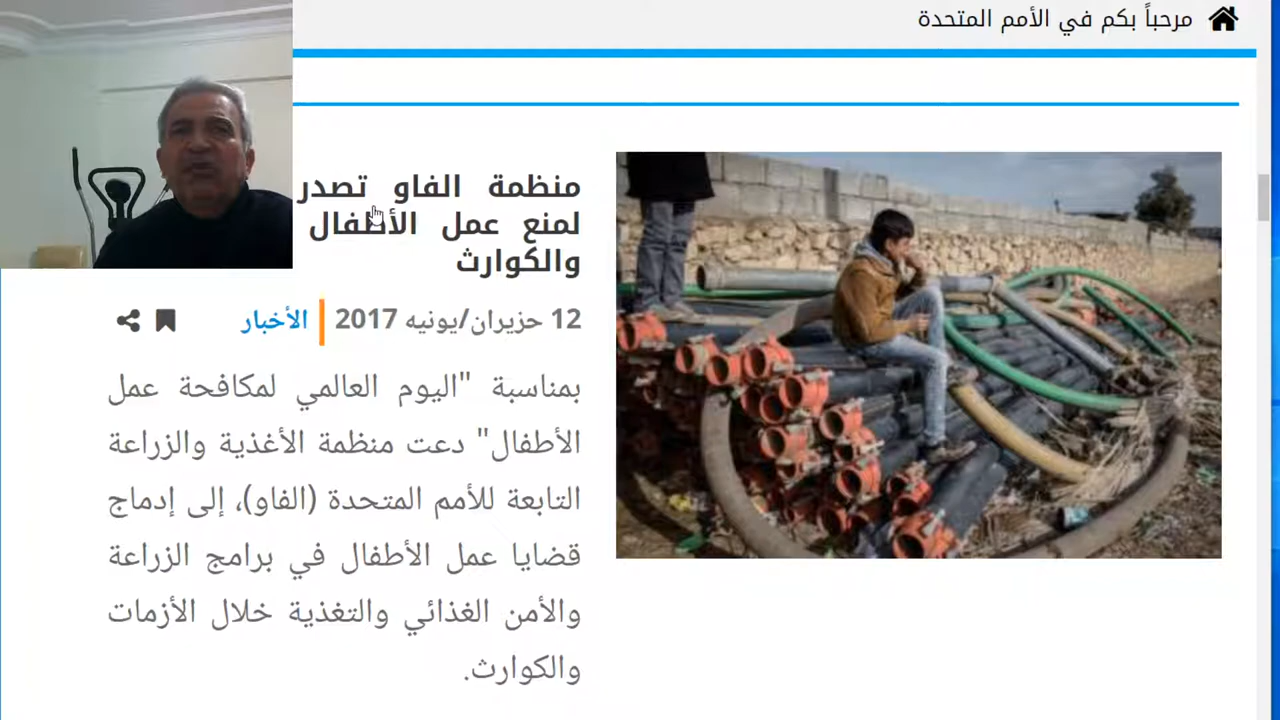 مرحباً بكم في الأمم المتحدة
منظمة الفاو تصدر
لمنع عمل الأطفال
والكوارث
12 حزيران/يونيه 2017 | الأخبار
بمناسبة "اليوم العالمي لمكافحة عمل
الأطفال" دعت منظمة الأغذية والزراعة
التابعة للأمم المتحدة (الفاو)، إلى إدماج
قضايا عمل الأطفال في برامج الزراعة
والأمن الغذائي والتغذية خلال الأزمات
والكوارث.